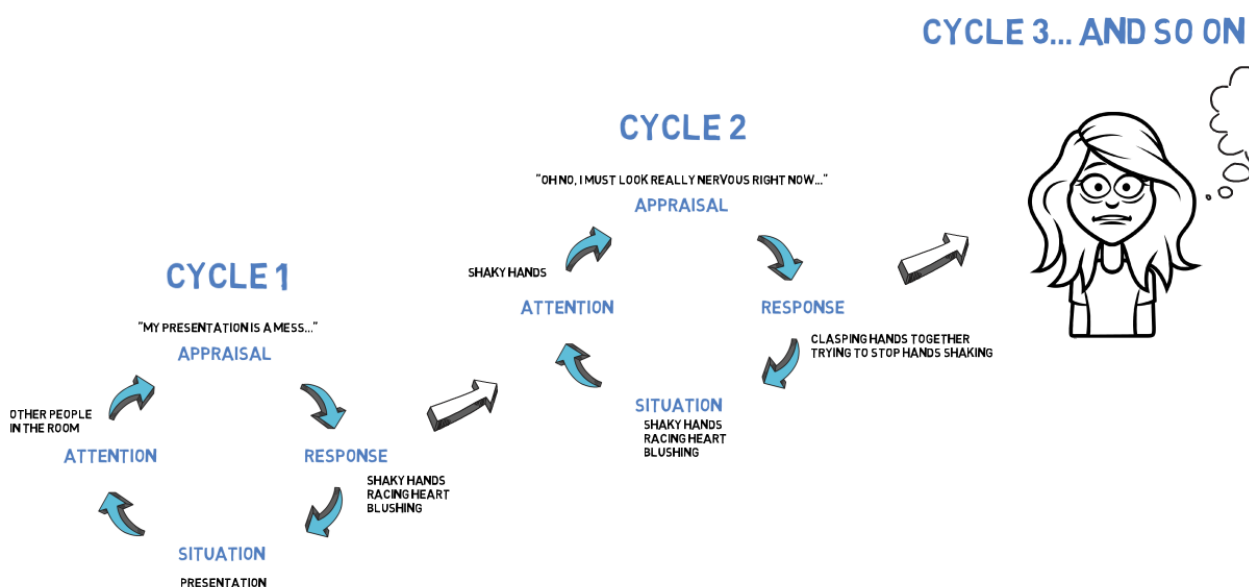 CYCLE 3... AND SO ON
CYCLE 2
"OH NO, I MUST LOOK REALLY NERVOUS RIGHT NOW..."
APPRAISAL
SHAKY HANDS
ATTENTION
RESPONSE
CLASPING HANDS TOGETHER
TRYING TO STOP HANDS SHAKING
SITUATION
SHAKY HANDS
RACING HEART
BLUSHING
CYCLE 1
"MY PRESENTATION IS A MESS..."
APPRAISAL
OTHER PEOPLE
IN THE ROOM
ATTENTION
RESPONSE
SHAKY HANDS
RACING HEART
BLUSHING
SITUATION
PRESENTATION